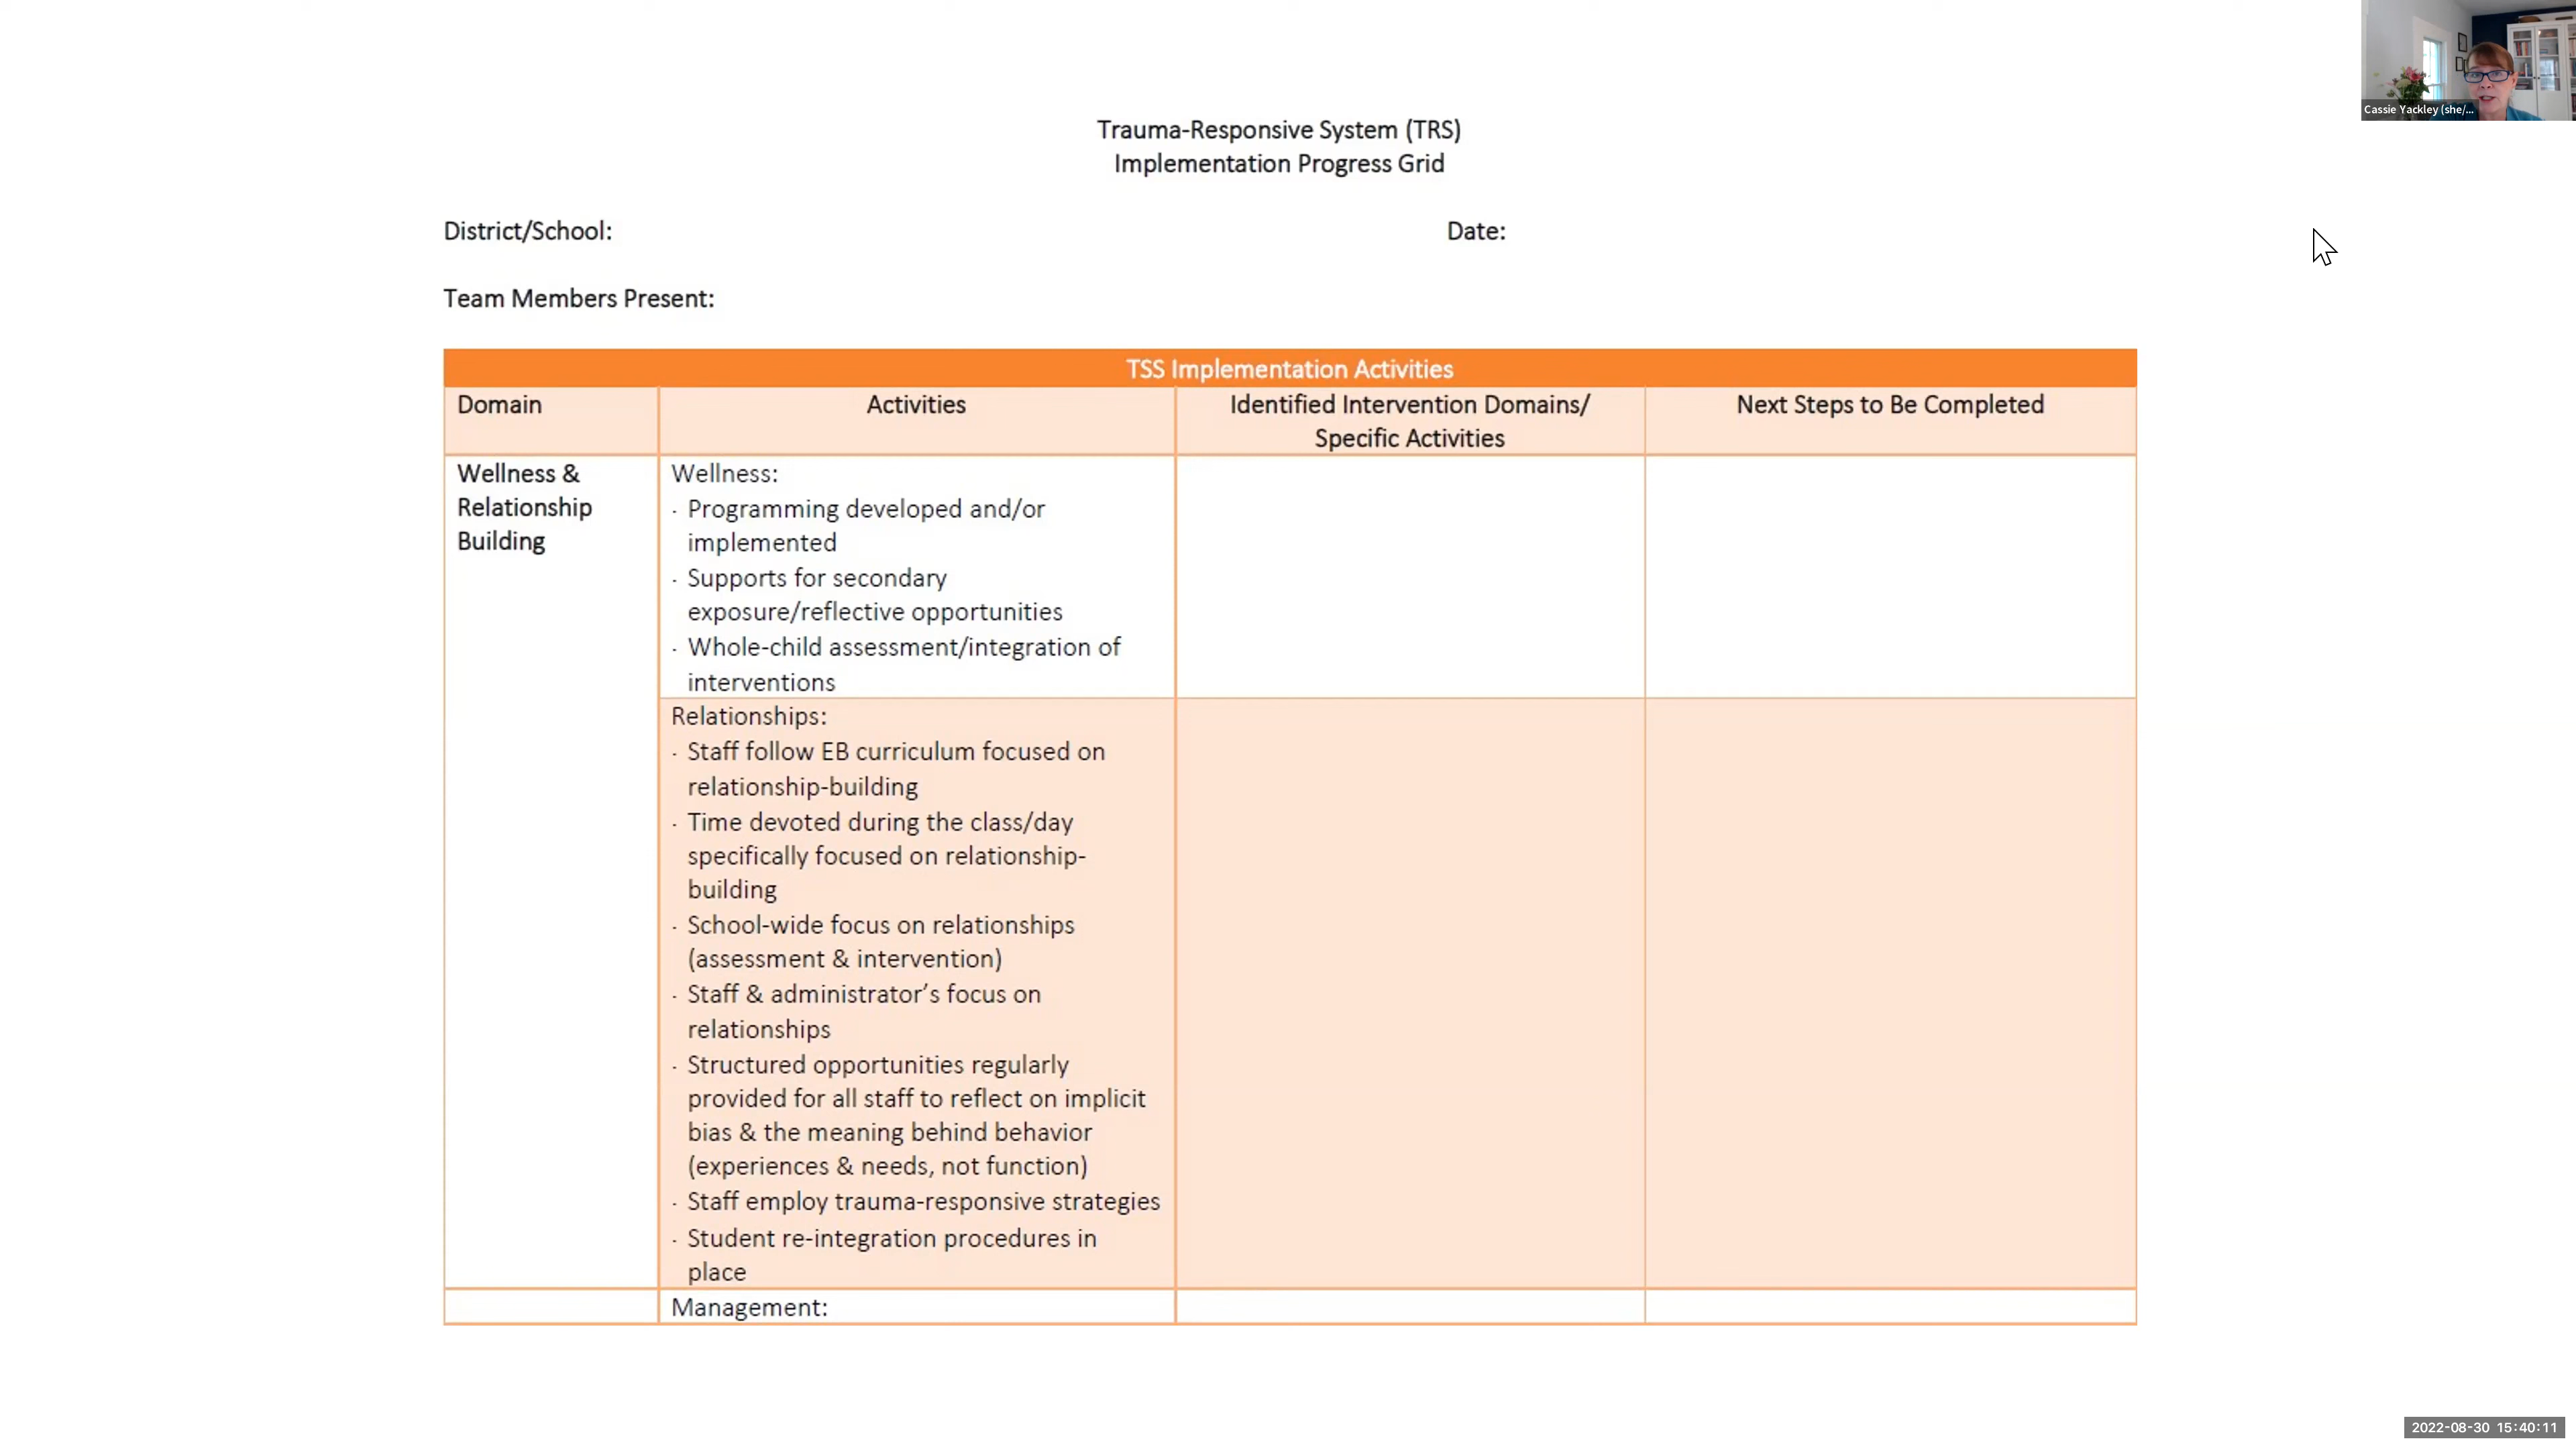 Cassie Yackley (she/...
Trauma-Responsive System (TRS)
Implementation Progress Grid
District/School:
Date:
Team Members Present:
TSS Implementation Activities
Domain
Activities
Identified Intervention Domains/
Specific Activities
Next Steps to Be Completed
Wellness &
Relationship
Building
Wellness:
· Programming developed and/or
implemented
· Supports for secondary
exposure/reflective opportunities
· Whole-child assessment/integration of
interventions
Relationships:
· Staff follow EB curriculum focused on
relationship-building
· Time devoted during the class/day
specifically focused on relationship-
building
· School-wide focus on relationships
(assessment & intervention)
· Staff & administrator’s focus on
relationships
· Structured opportunities regularly
provided for all staff to reflect on implicit
bias & the meaning behind behavior
(experiences & needs, not function)
· Staff employ trauma-responsive strategies
· Student re-integration procedures in
place
Management:
2022-08-30 15:40:11